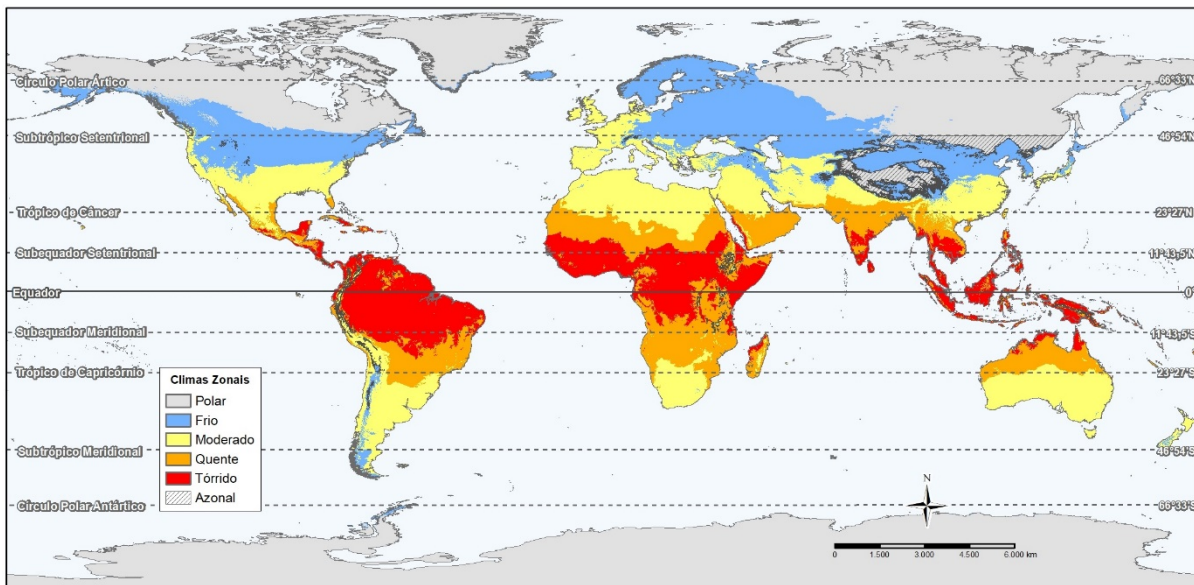 Círculo Polar Ártico 66°33'N
Subtrópico Setentrional 46°54'N
Trópico de Câncer 23°27'N
Subequador Setentrional 11°43,5'N
Equador 0°
Subequador Meridional 11°43,5'S
Trópico de Capricórnio 23°27'S
Climas Zonais
Polar
Frio
Moderado
Quente
Tórrido
Azonal
Subtrópico Meridional 46°54'S
Círculo Polar Antártico 66°33'S
N
0 1.500 3.000 4.500 6.000 km